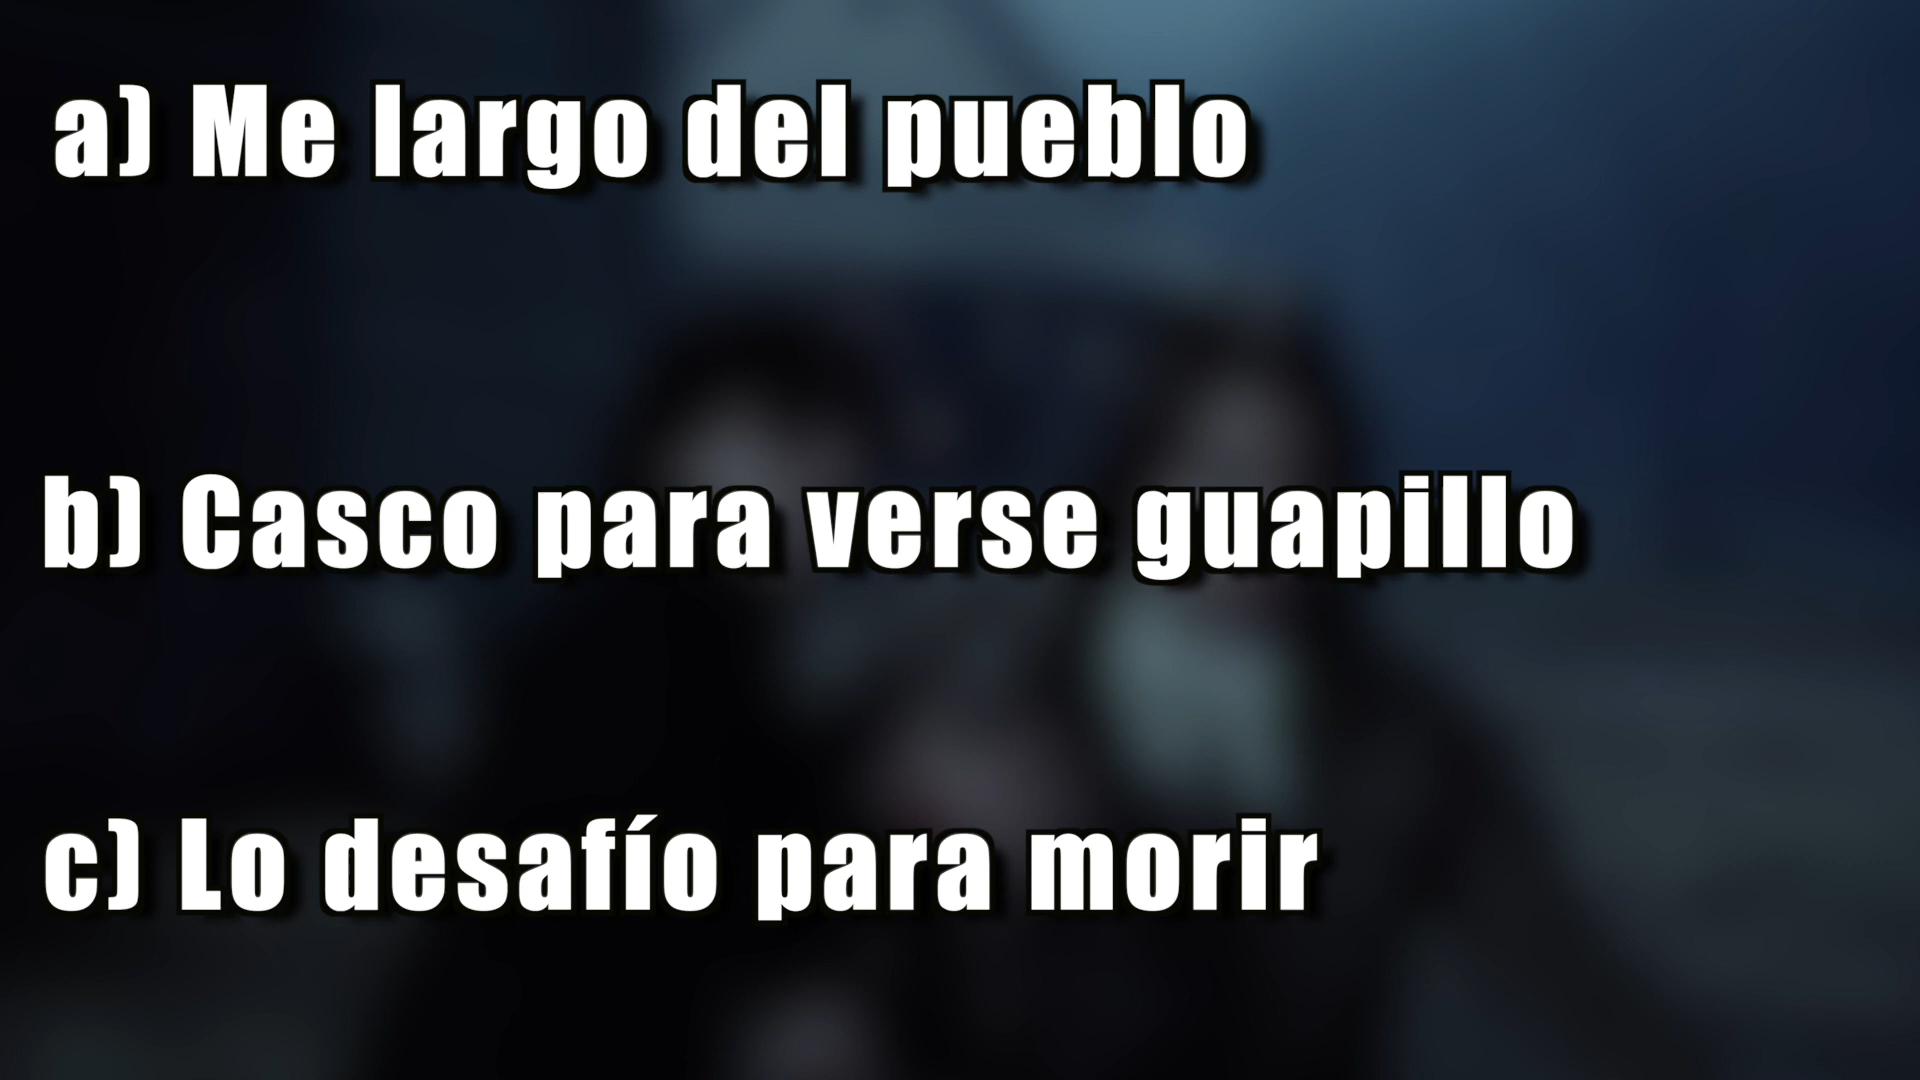 a) Me largo del pueblo
b) Casco para verse guapillo
c) Lo desafío para morir